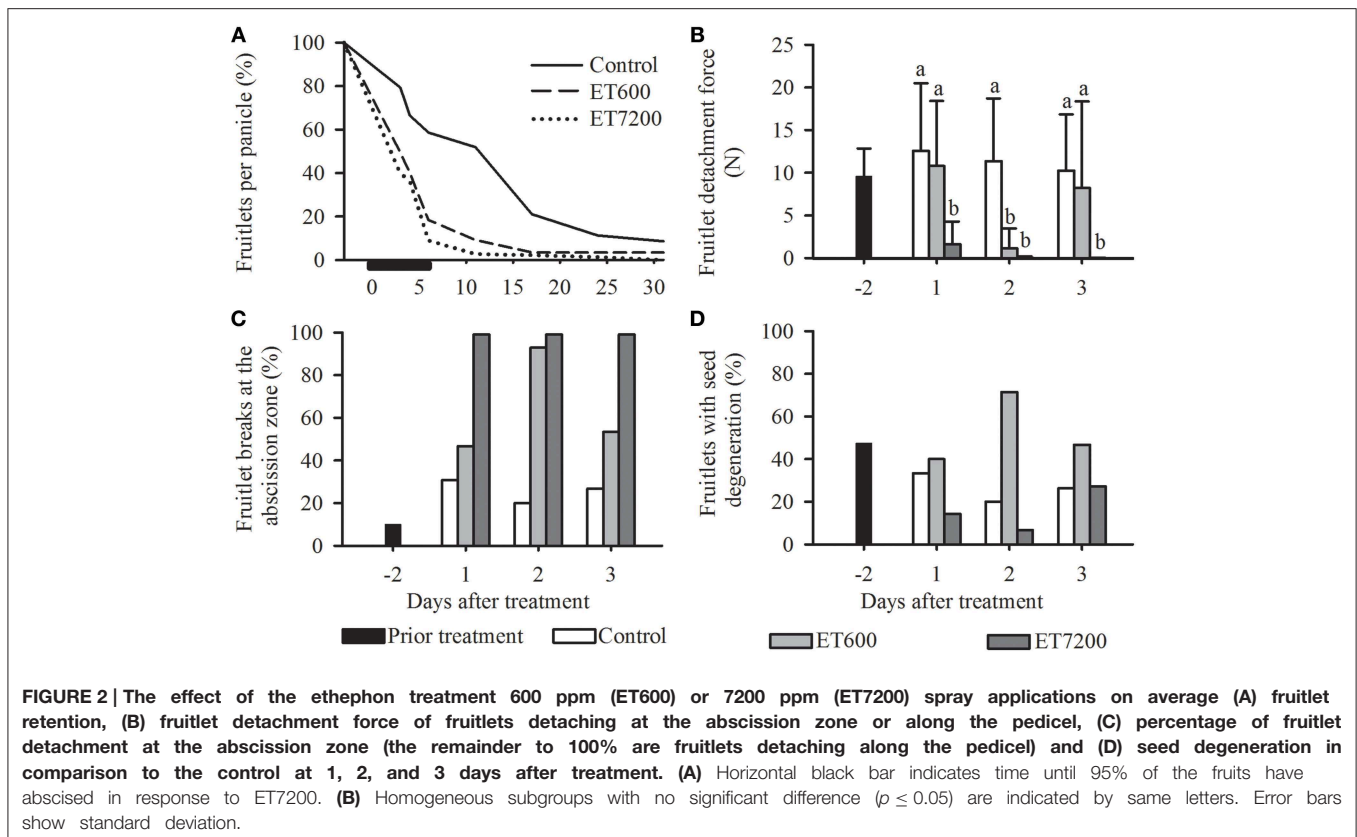 A
Fruitlets per panicle (%)
100
80
60
40
20
0
Control
ET600
ET7200
0 5 10 15 20 25 30
B
Fruitlet detachment force
(N)
25
20
15
10
5
0
a a b
a b b
a a b
-2 1 2 3
C
Fruitlet breaks at the
abscission zone (%)
100
80
60
40
20
0
-2 1 2 3
Days after treatment
D
Fruitlets with seed
degeneration (%)
100
80
60
40
20
0
-2 1 2 3
Days after treatment
Prior treatment Control ET600 ET7200
FIGURE 2 | The effect of the ethephon treatment 600 ppm (ET600) or 7200 ppm (ET7200) spray applications on average (A) fruitlet
retention, (B) fruitlet detachment force of fruitlets detaching at the abscission zone or along the pedicel, (C) percentage of fruitlet
detachment at the abscission zone (the remainder to 100% are fruitlets detaching along the pedicel) and (D) seed degeneration in
comparison to the control at 1, 2, and 3 days after treatment. (A) Horizontal black bar indicates time until 95% of the fruits have
abscised in response to ET7200. (B) Homogeneous subgroups with no significant difference (p ≤ 0.05) are indicated by same letters. Error bars
show standard deviation.